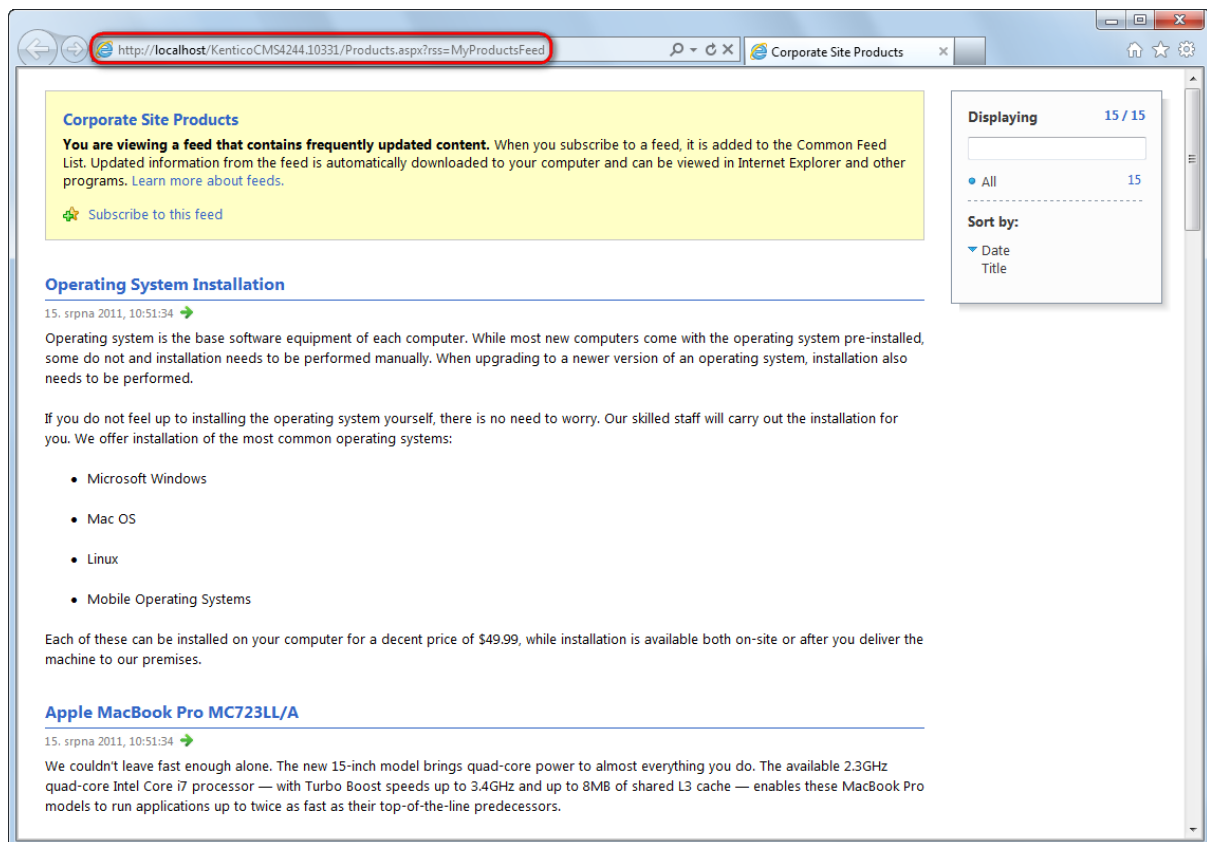 http://localhost/KenticoCMS4244.10331/Products.aspx?rss=MyProductsFeed
Corporate Site Products
Corporate Site Products
You are viewing a feed that contains frequently updated content. When you subscribe to a feed, it is added to the Common Feed
List. Updated information from the feed is automatically downloaded to your computer and can be viewed in Internet Explorer and other
programs. Learn more about feeds.
Subscribe to this feed
Displaying 15 / 15
All 15
Sort by:
Date
Title
Operating System Installation
15. srpna 2011, 10:51:34
Operating system is the base software equipment of each computer. While most new computers come with the operating system pre-installed,
some do not and installation needs to be performed manually. When upgrading to a newer version of an operating system, installation also
needs to be performed.
If you do not feel up to installing the operating system yourself, there is no need to worry. Our skilled staff will carry out the installation for
you. We offer installation of the most common operating systems:
• Microsoft Windows
• Mac OS
• Linux
• Mobile Operating Systems
Each of these can be installed on your computer for a decent price of $49.99, while installation is available both on-site or after you deliver the
machine to our premises.
Apple MacBook Pro MC723LL/A
15. srpna 2011, 10:51:34
We couldn't leave fast enough alone. The new 15-inch model brings quad-core power to almost everything you do. The available 2.3GHz
quad-core Intel Core i7 processor — with Turbo Boost speeds up to 3.4GHz and up to 8MB of shared L3 cache — enables these MacBook Pro
models to run applications up to twice as fast as their top-of-the-line predecessors.